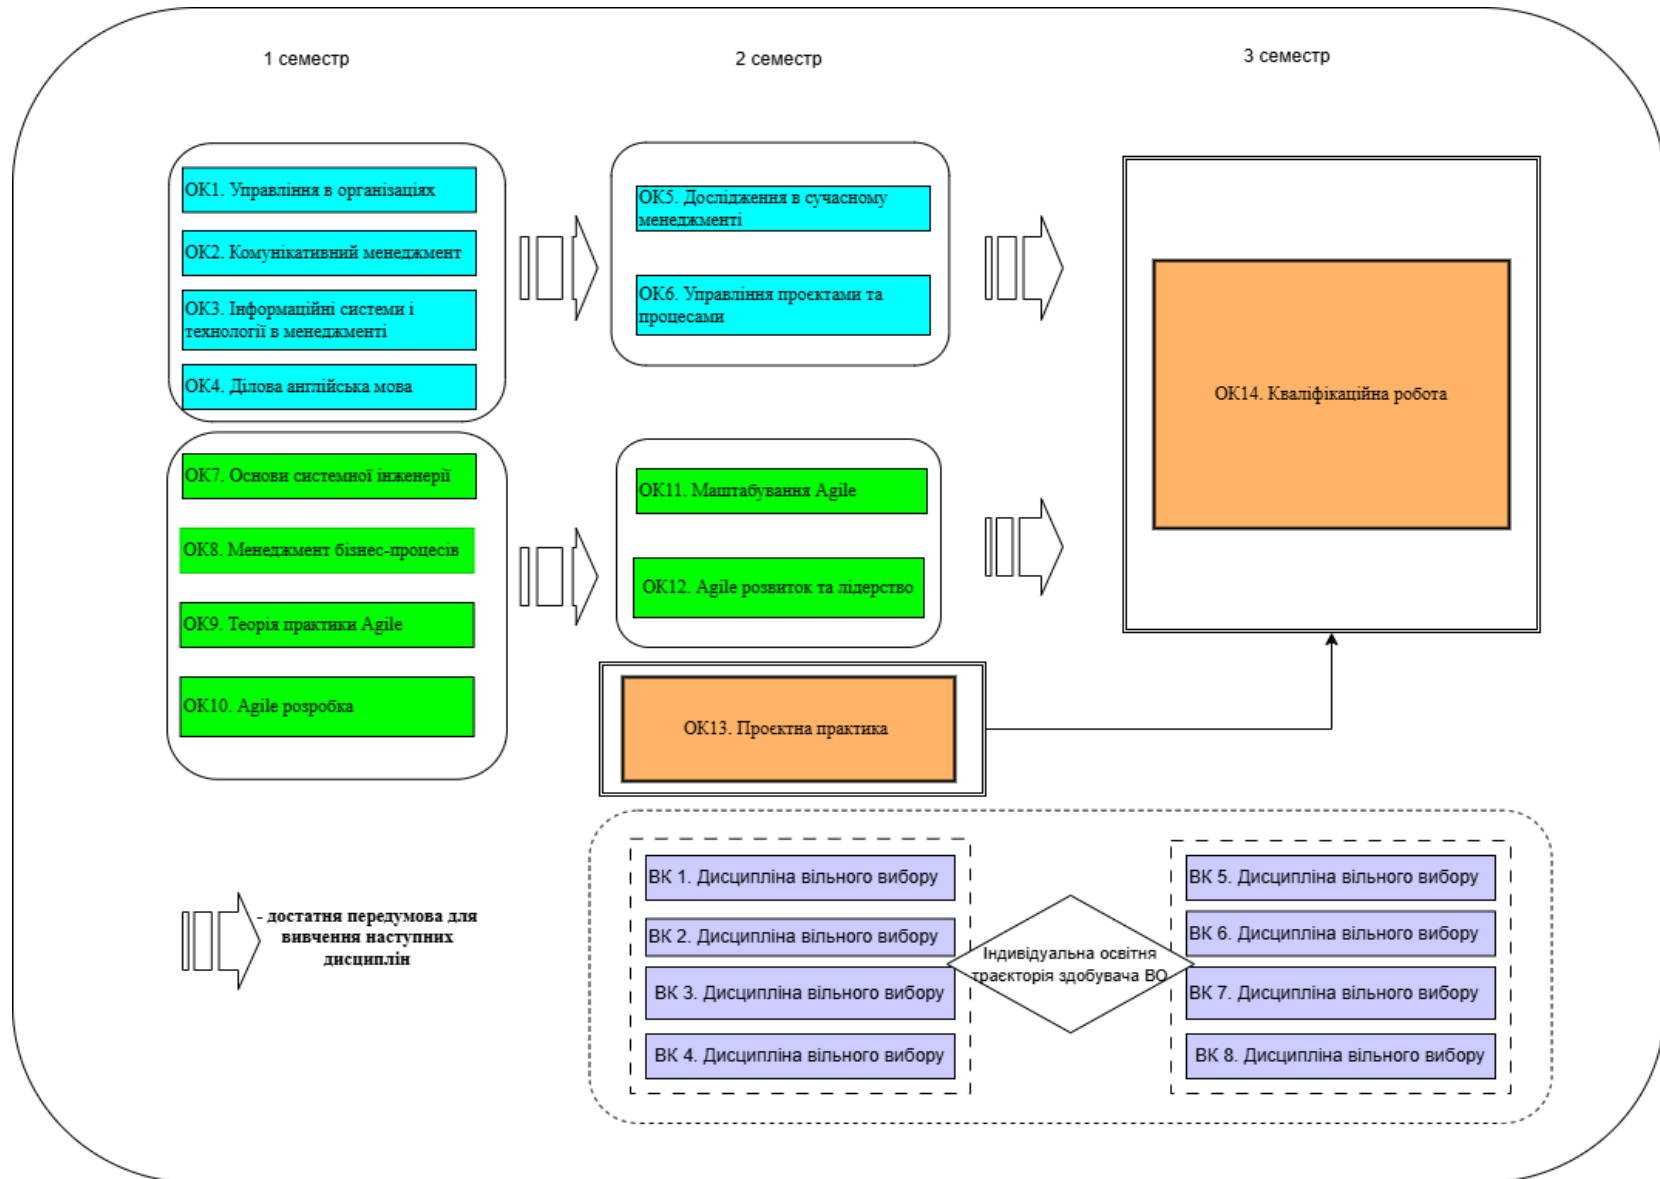 1 семестр
2 семестр
3 семестр
ОК1. Управління в організаціях
ОК2. Комунікативний менеджмент
ОК3. Інформаційні системи і
технології в менеджменті
ОК4. Ділова англійська мова
ОК5. Дослідження в сучасному
менеджменті
ОК6. Управління проєктами та
процесами
ОК14. Кваліфікаційна робота
ОК7. Основи системної інженерії
ОК8. Менеджмент бізнес-процесів
ОК9. Теорія практики Agile
ОК10. Agile розробка
ОК11. Маштабування Agile
ОК12. Agile розвиток та лідерство
ОК13. Проєктна практика
- достатня передумова для
вивчення наступних
дисциплін
ВК 1. Дисципліна вільного вибору
ВК 2. Дисципліна вільного вибору
ВК 3. Дисципліна вільного вибору
ВК 4. Дисципліна вільного вибору
Індивідуальна освітня
траєкторія здобувача ВО
ВК 5. Дисципліна вільного вибору
ВК 6. Дисципліна вільного вибору
ВК 7. Дисципліна вільного вибору
ВК 8. Дисципліна вільного вибору